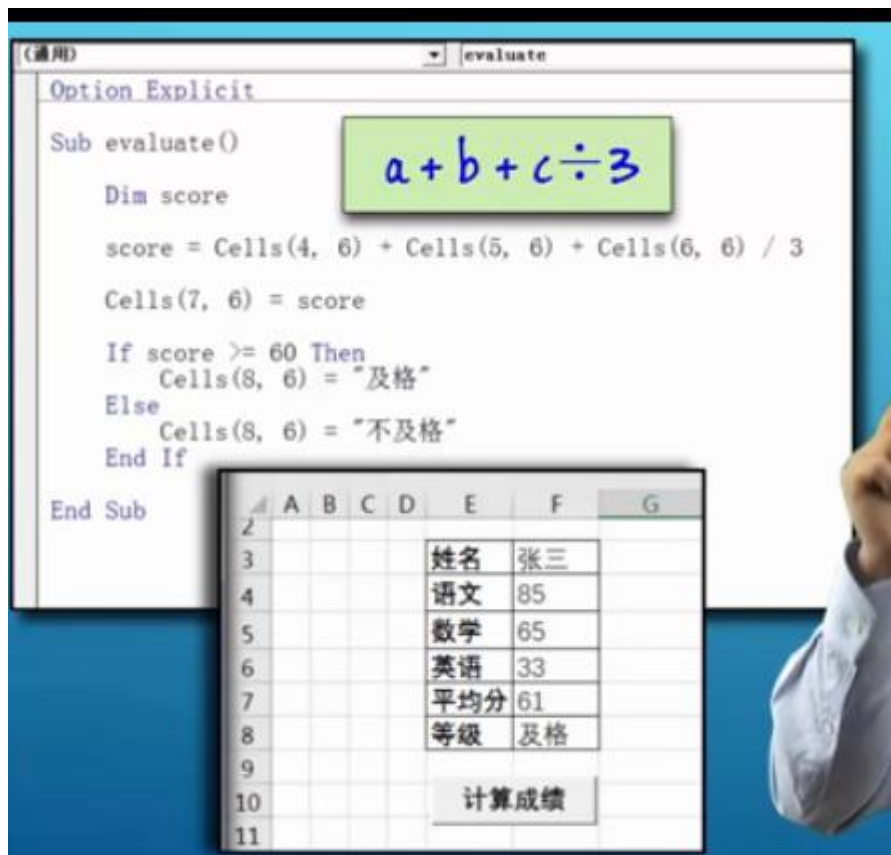 (通用) evaluate
Option Explicit
Sub evaluate()
a + b + c ÷ 3
Dim score
score = Cells(4, 6) + Cells(5, 6) + Cells(6, 6) / 3
Cells(7, 6) = score
If score >= 60 Then
Cells(8, 6) = "及格"
Else
Cells(8, 6) = "不及格"
End If
End Sub
A B C D E F G
2
3 姓名 张三
4 语文 85
5 数学 65
6 英语 33
7 平均分 61
8 等级 及格
9
10 计算成绩
11